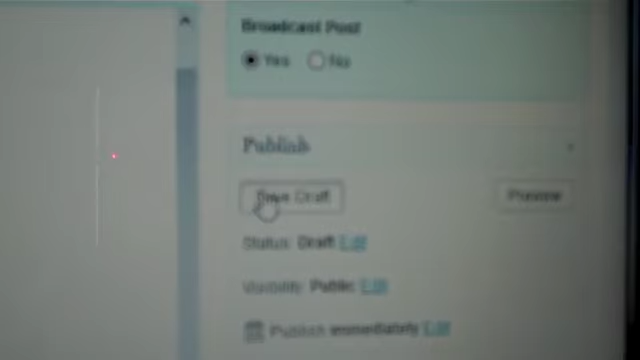 Broadcast Post
Yes No
Publish
Save Draft Preview
Status: Draft Edit
Visibility: Public Edit
Publish immediately Edit